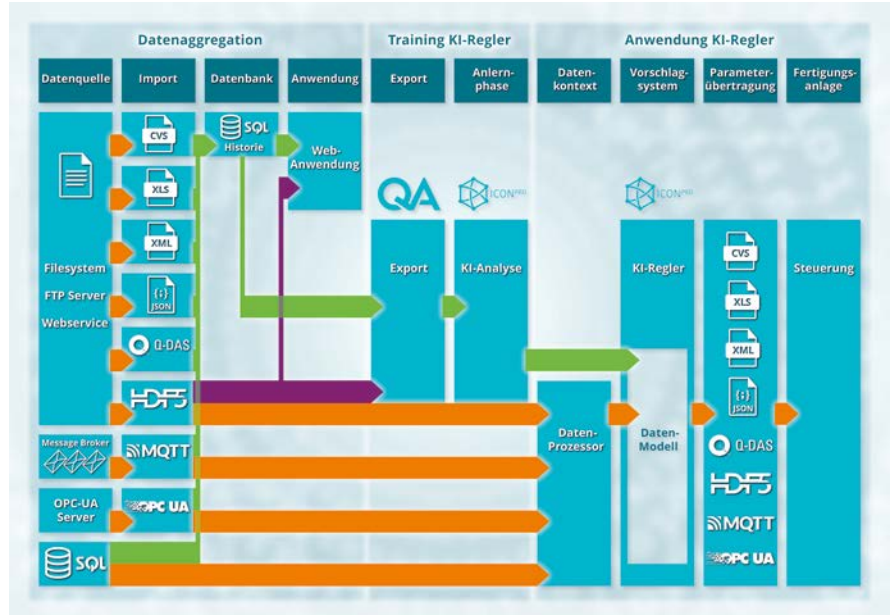 Datenaggregation
Training KI-Regler
Anwendung KI-Regler
Datenquelle
Import
Datenbank
Anwendung
Export
Anlern-
phase
Daten-
kontext
Vorschlag-
system
Parameter-
übertragung
Fertigungs-
anlage
Filesystem
FTP Server
Webservice
CVS
XLS
XML
{;}
JSON
Q-DAS
HDF5
SQL
Historie
Web-
Anwendung
QA
Export
ICONPRO
KI-Analyse
ICONPRO
KI-Regler
Daten-
Modell
Daten-
Prozessor
CVS
XLS
XML
{;}
JSON
Q-DAS
HDF5
MQTT
OPC UA
Steuerung
Message Broker
MQTT
OPC-UA
Server
OPC UA
SQL